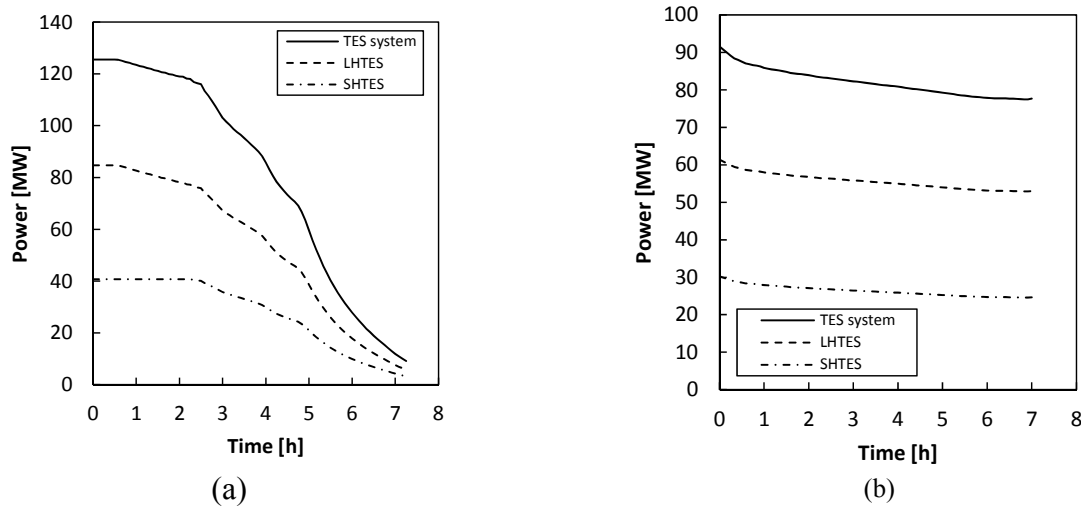 140
120
100
80
60
40
20
0
Power [MW]
TES system
LHTES
SHTES
0 1 2 3 4 5 6 7 8
Time [h]
(a)
100
90
80
70
60
50
40
30
20
10
0
Power [MW]
TES system
LHTES
SHTES
0 1 2 3 4 5 6 7 8
Time [h]
(b)